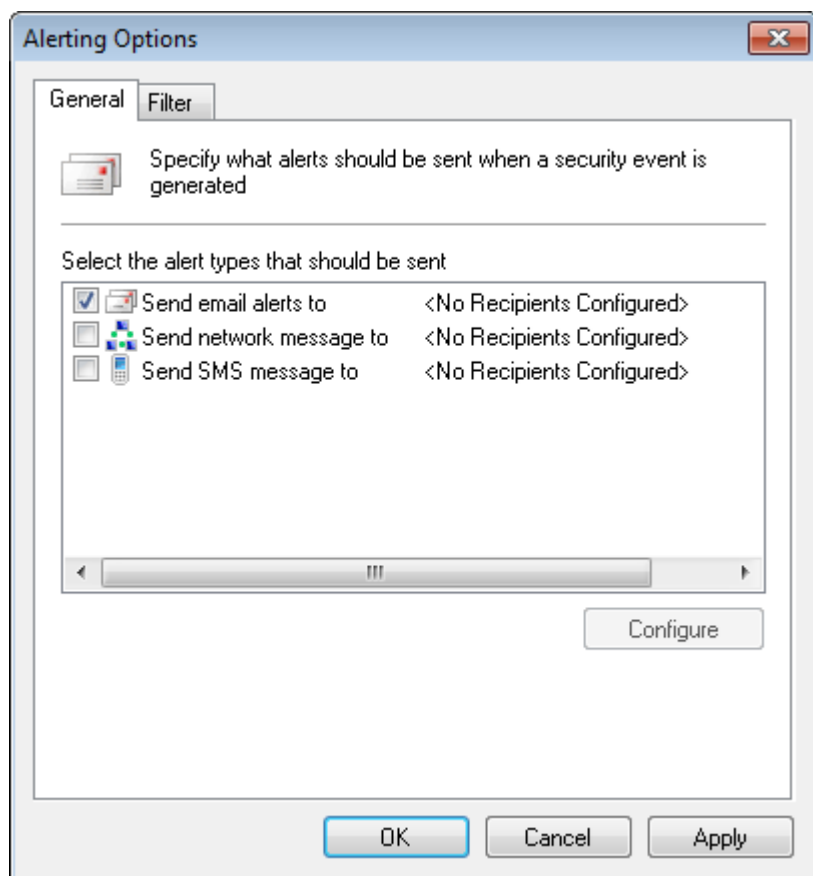 Alerting Options
General
Filter
Specify what alerts should be sent when a security event is
generated
Select the alert types that should be sent
Send email alerts to <No Recipients Configured>
Send network message to <No Recipients Configured>
Send SMS message to <No Recipients Configured>
Configure
OK
Cancel
Apply